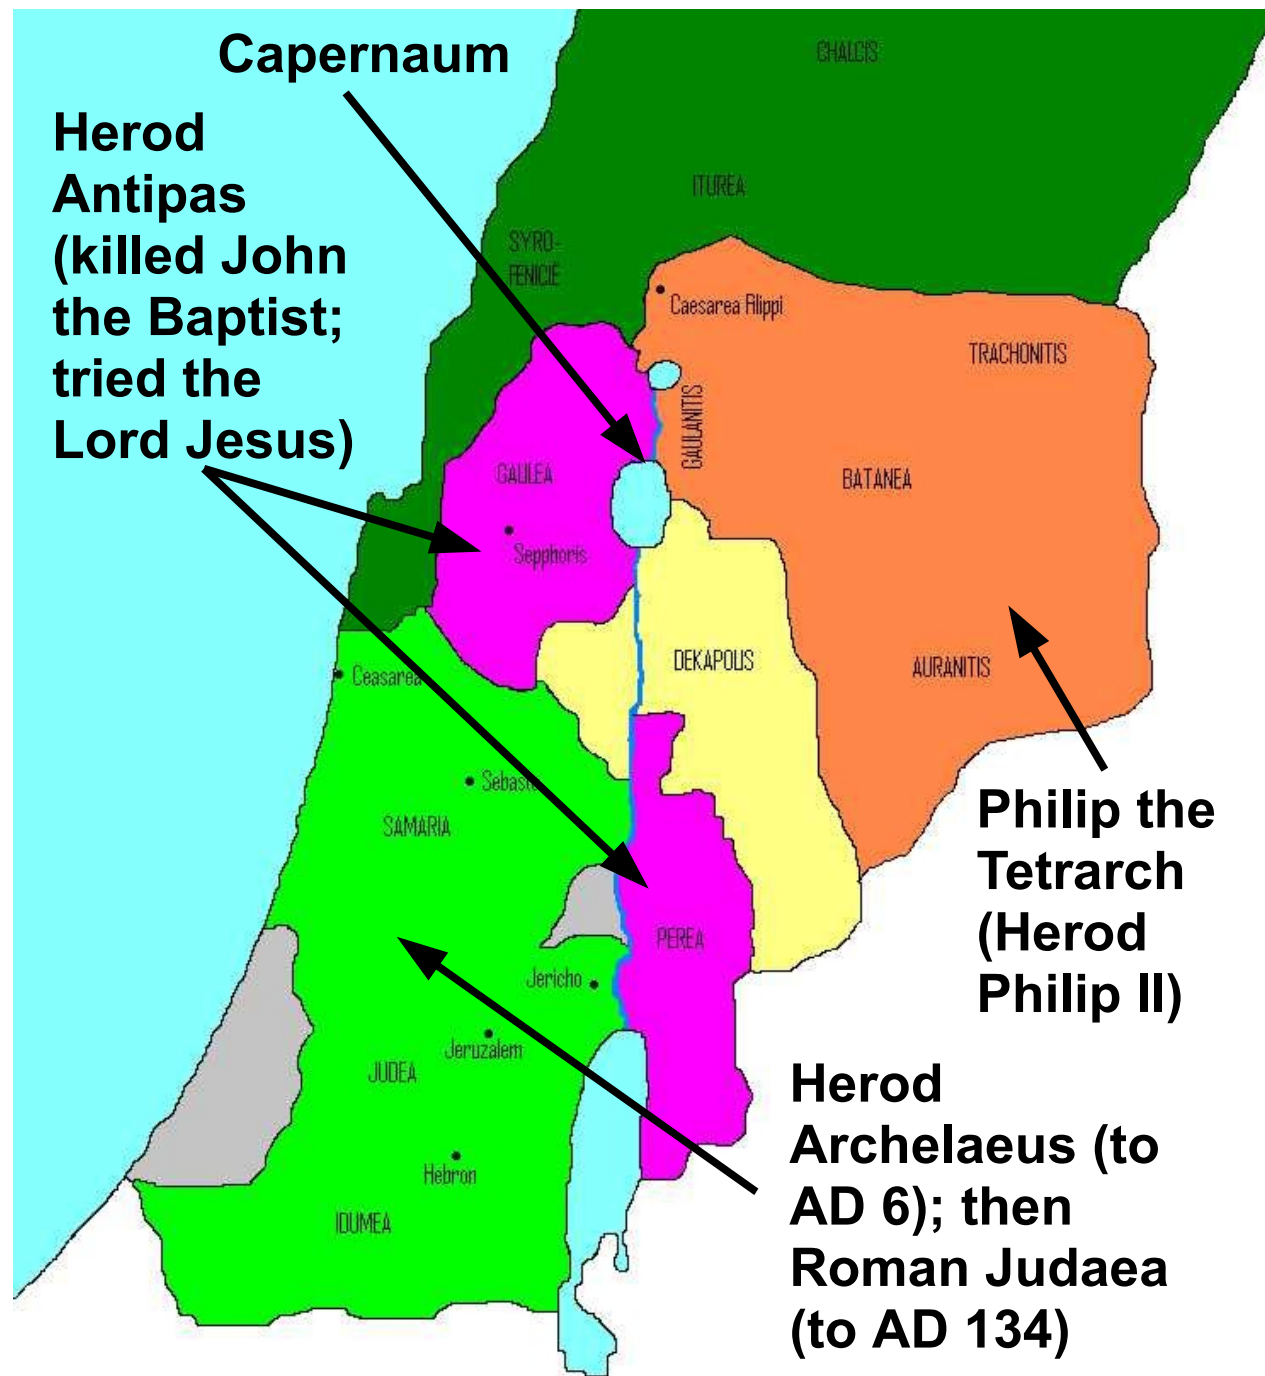 Capernaum
Herod
Antipas
(killed John
the Baptist;
tried the
Lord Jesus)
CHALCIS
ITUREA
SYRO-
FENICIË
Caesarea Filippi
TRACHONITIS
GAULANITIS
BATANEA
GALILEA
Sepphoris
DEKAPOLIS
AURANITIS
Ceasarea
Sebaste
SAMARIA
PEREA
Jericho
Jeruzalem
JUDEA
Hebron
IDUMEA
Philip the
Tetrarch
(Herod
Philip II)
Herod
Archelaeus (to
AD 6); then
Roman Judaea
(to AD 134)